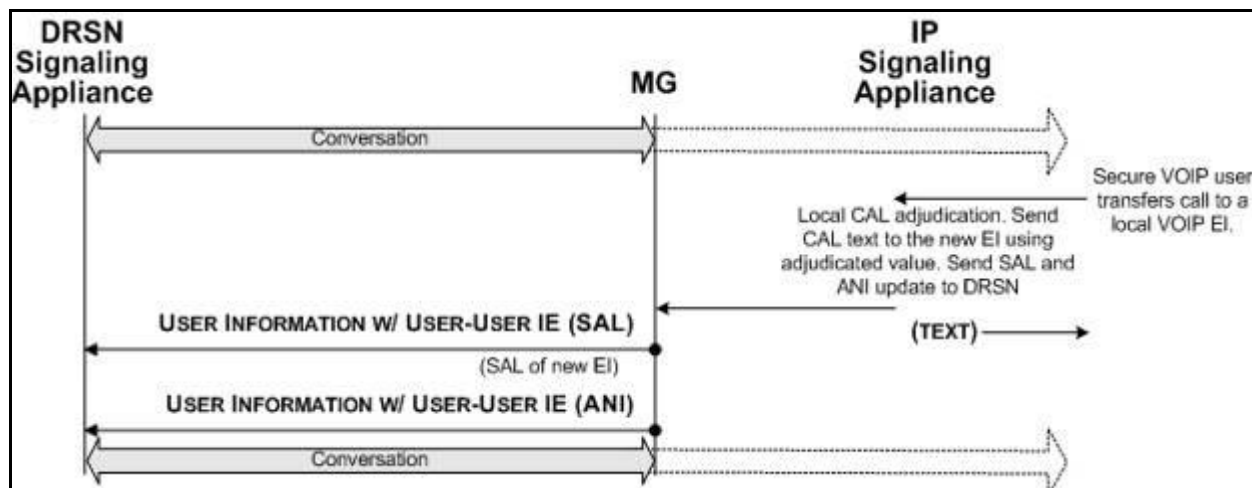 DRSN
Signaling
Appliance
MG
IP
Signaling
Appliance
Conversation
Secure VOIP user
transfers call to a
local VOIP EI.
Local CAL adjudication. Send
CAL text to the new EI using
adjudicated value. Send SAL and
ANI update to DRSN
USER INFORMATION W/ USER-USER IE (SAL)
(TEXT)
(SAL of new EI)
USER INFORMATION W/ USER-USER IE (ANI)
Conversation